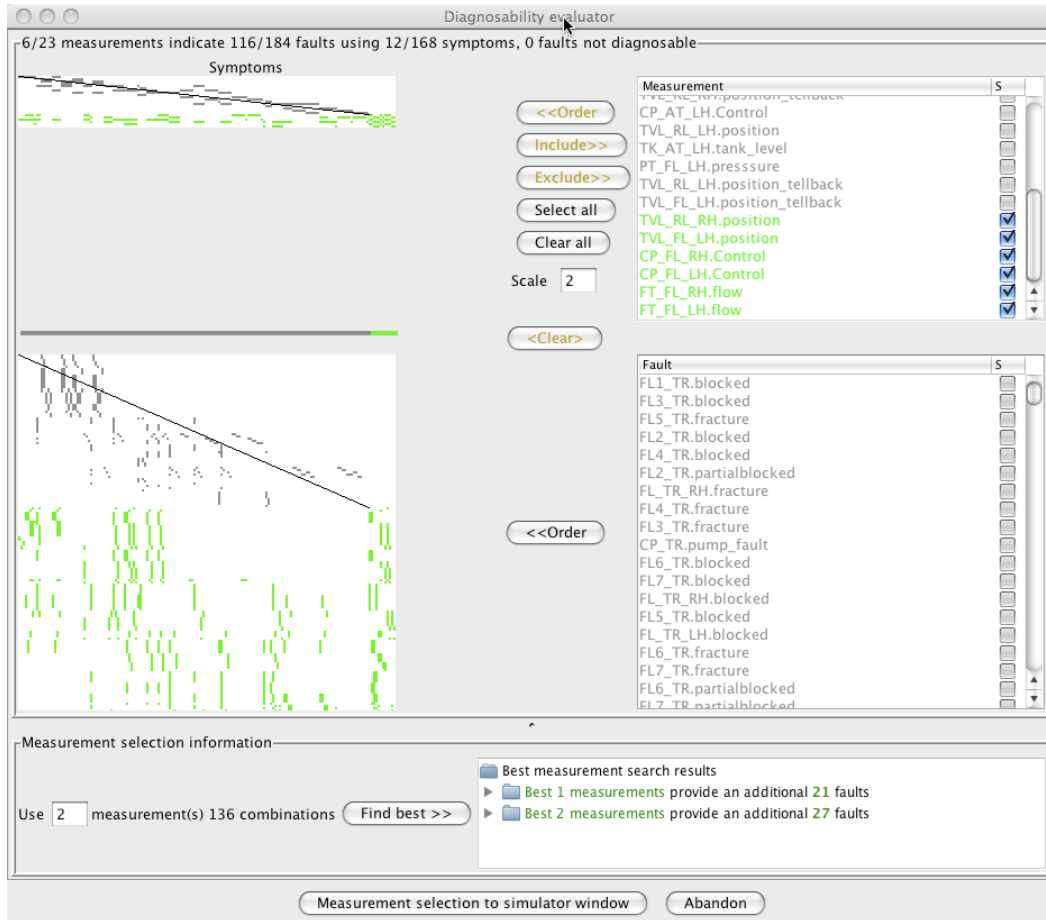 Diagnosability evaluator
6/23 measurements indicate 116/184 faults using 12/168 symptoms, 0 faults not diagnosable
Symptoms
<<Order
Include>>
Exclude>>
Select all
Clear all
Scale 2
<Clear>
<<Order
Measurement S
TVL_RL_RH.position_tellback
CP_AT_LH.Control
TVL_RL_LH.position
TK_AT_LH.tank_level
PT_FL_LH.presssure
TVL_RL_LH.position_tellback
TVL_FL_LH.position_tellback
TVL_RL_RH.position
TVL_FL_LH.position
CP_FL_RH.Control
CP_FL_LH.Control
FT_FL_RH.flow
FT_FL_LH.flow
Fault S
FL1_TR.blocked
FL3_TR.blocked
FL5_TR.fracture
FL2_TR.blocked
FL4_TR.blocked
FL2_TR.partialblocked
FL_TR_RH.fracture
FL4_TR.fracture
FL3_TR.fracture
CP_TR.pump_fault
FL6_TR.blocked
FL7_TR.blocked
FL_TR_RH.blocked
FL5_TR.blocked
FL_TR_LH.blocked
FL6_TR.fracture
FL7_TR.fracture
FL6_TR.partialblocked
FL7_TR.partialblocked
Measurement selection information
Use 2 measurement(s) 136 combinations Find best >>
Best measurement search results
Best 1 measurements provide an additional 21 faults
Best 2 measurements provide an additional 27 faults
Measurement selection to simulator window
Abandon